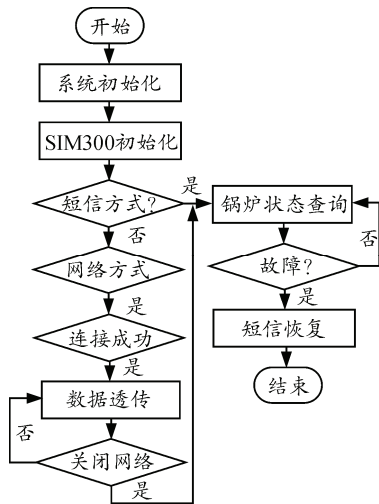 开始
系统初始化
SIM300初始化
短信方式?
是
否
网络方式
是
连接成功
是
数据透传
否
关闭网络
是
锅炉状态查询
否
故障?
是
短信恢复
结束